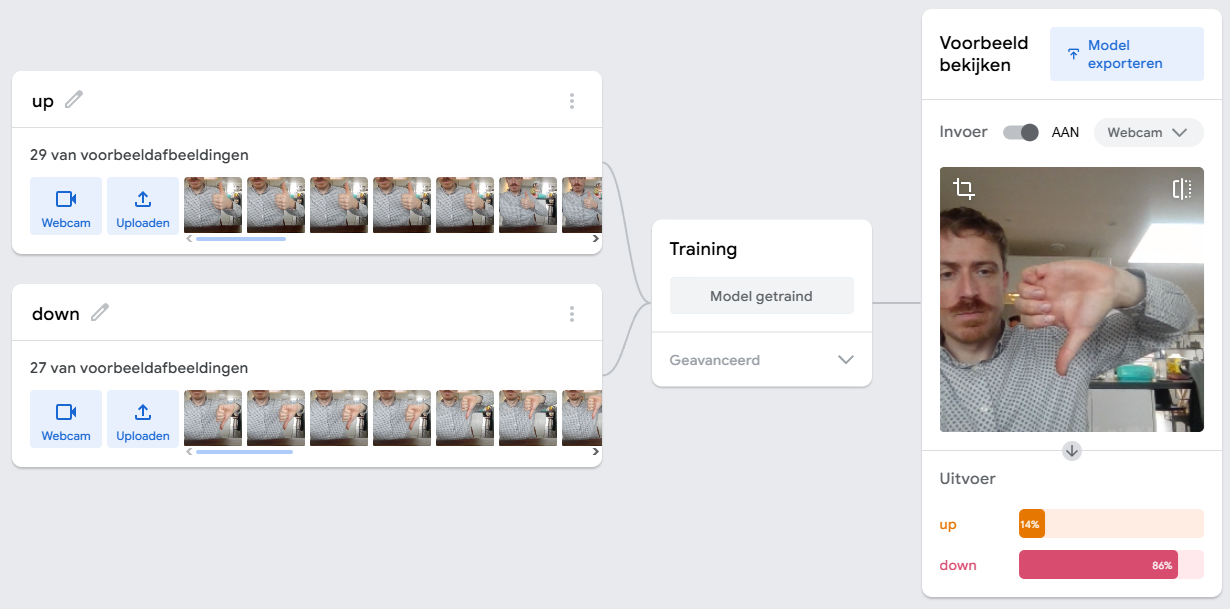 up
29 van voorbeeldafbeeldingen
Webcam
Uploaden
down
27 van voorbeeldafbeeldingen
Webcam
Uploaden
Training
Model getraind
Geavanceerd
Voorbeeld
bekijken
Model
exporteren
Invoer
AAN
Webcam
Uitvoer
up
14%
down
86%